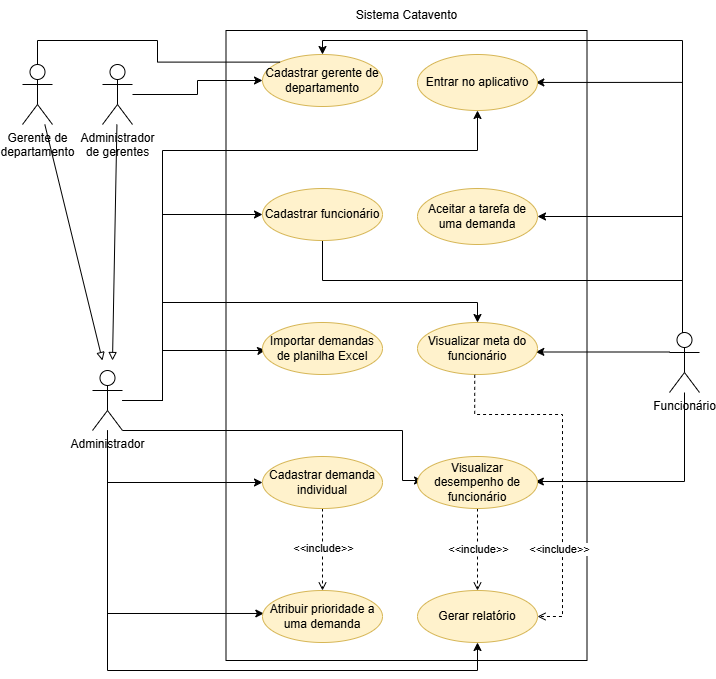 Sistema Catavento
Cadastrar gerente de
departamento
Entrar no aplicativo
Gerente de
departamento
Administrador
de gerentes
Cadastrar funcionário
Aceitar a tarefa de
uma demanda
Importar demandas
de planilha Excel
Visualizar meta do
funcionário
Funcionário
Administrador
Cadastrar demanda
individual
Visualizar
desempenho de
funcionário
<<include>>
<<include>>
<<include>>
Atribuir prioridade a
uma demanda
Gerar relatório